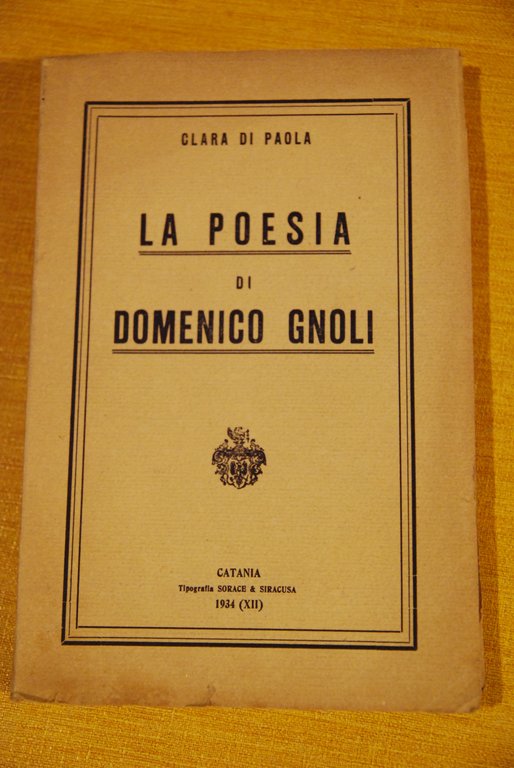 CLARA DI PAOLA
LA POESIA
DI
DOMENICO GNOLI
CATANIA
Tipografia SORACE & SIRACUSA
1934 (XII)